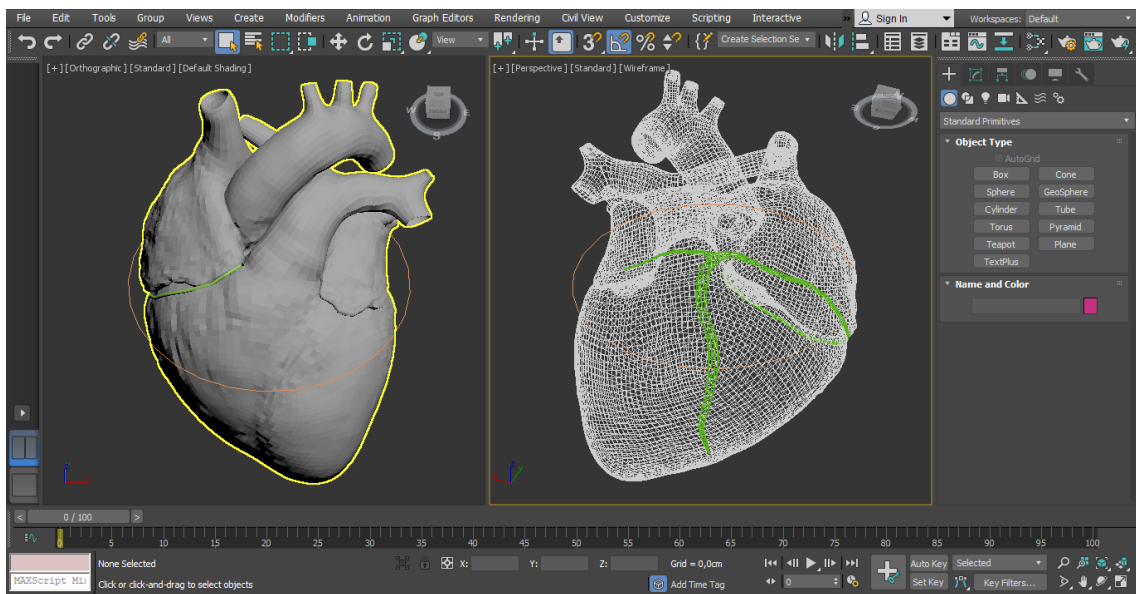 File Edit Tools Group Views Create Modifiers Animation Graph Editors Rendering Civil View Customize Scripting Interactive » Sign In Workspaces: Default
All View Create Selection Se
[+] [Orthographic ] [Standard ] [Default Shading ]
[+] [Perspective ] [Standard ] [Wireframe ]
W S E
Standard Primitives
Object Type
AutoGrid
Box Cone
Sphere GeoSphere
Cylinder Tube
Torus Pyramid
Teapot Plane
TextPlus
Name and Color
< 0 / 100 >
0 5 10 15 20 25 30 35 40 45 50 55 60 65 70 75 80 85 90 95 100
None Selected X: Y: Z: Grid = 0,0cm Auto Key Selected
MAXScript Mi: Click or click-and-drag to select objects Add Time Tag 0 Set Key Key Filters...